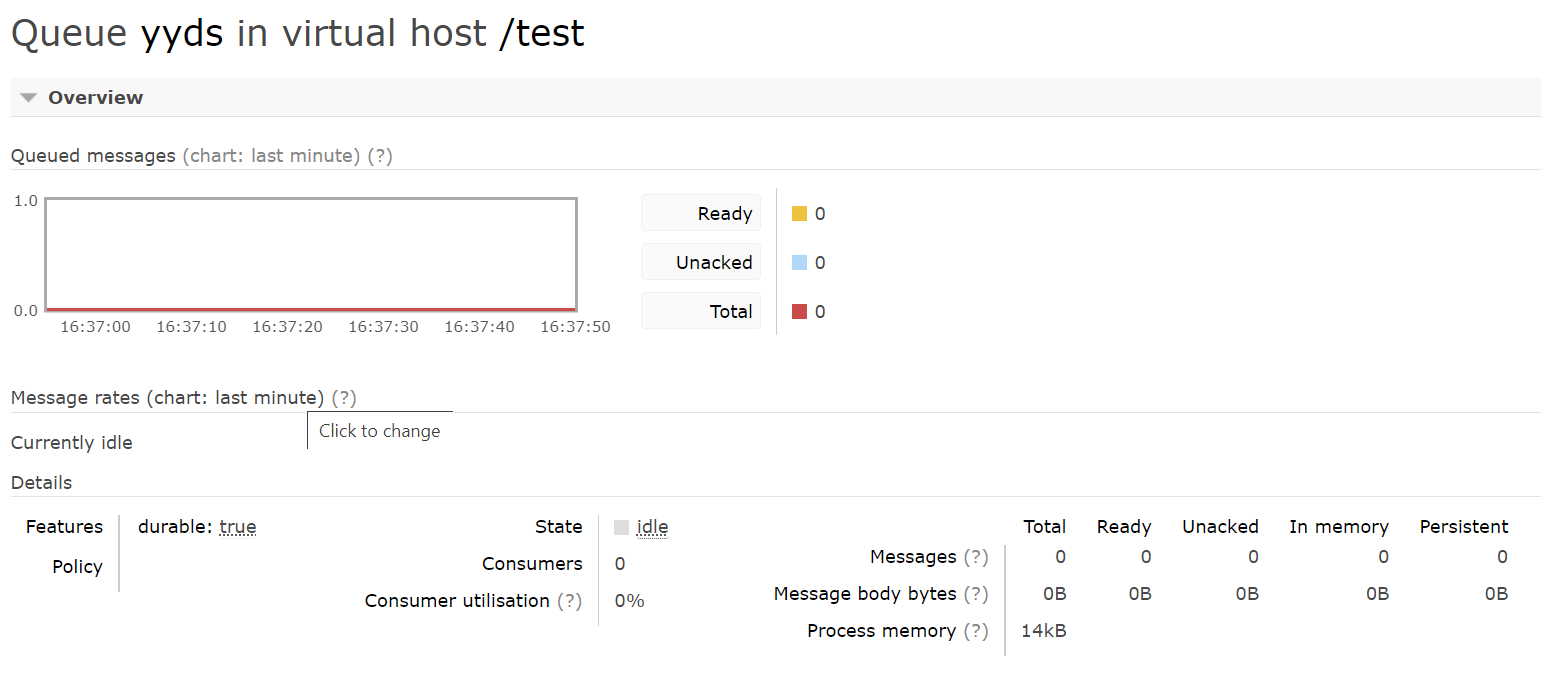 Queue yyds in virtual host /test
Overview
Queued messages (chart: last minute) (?)
1.0
0.0
16:37:00 16:37:10 16:37:20 16:37:30 16:37:40 16:37:50
Ready 0
Unacked 0
Total 0
Message rates (chart: last minute) (?)
Click to change
Currently idle
Details
Features durable: true
Policy
State idle
Consumers 0
Consumer utilisation (?) 0%
Total Ready Unacked In memory Persistent
Messages (?) 0 0 0 0 0
Message body bytes (?) 0B 0B 0B 0B 0B
Process memory (?) 14kB